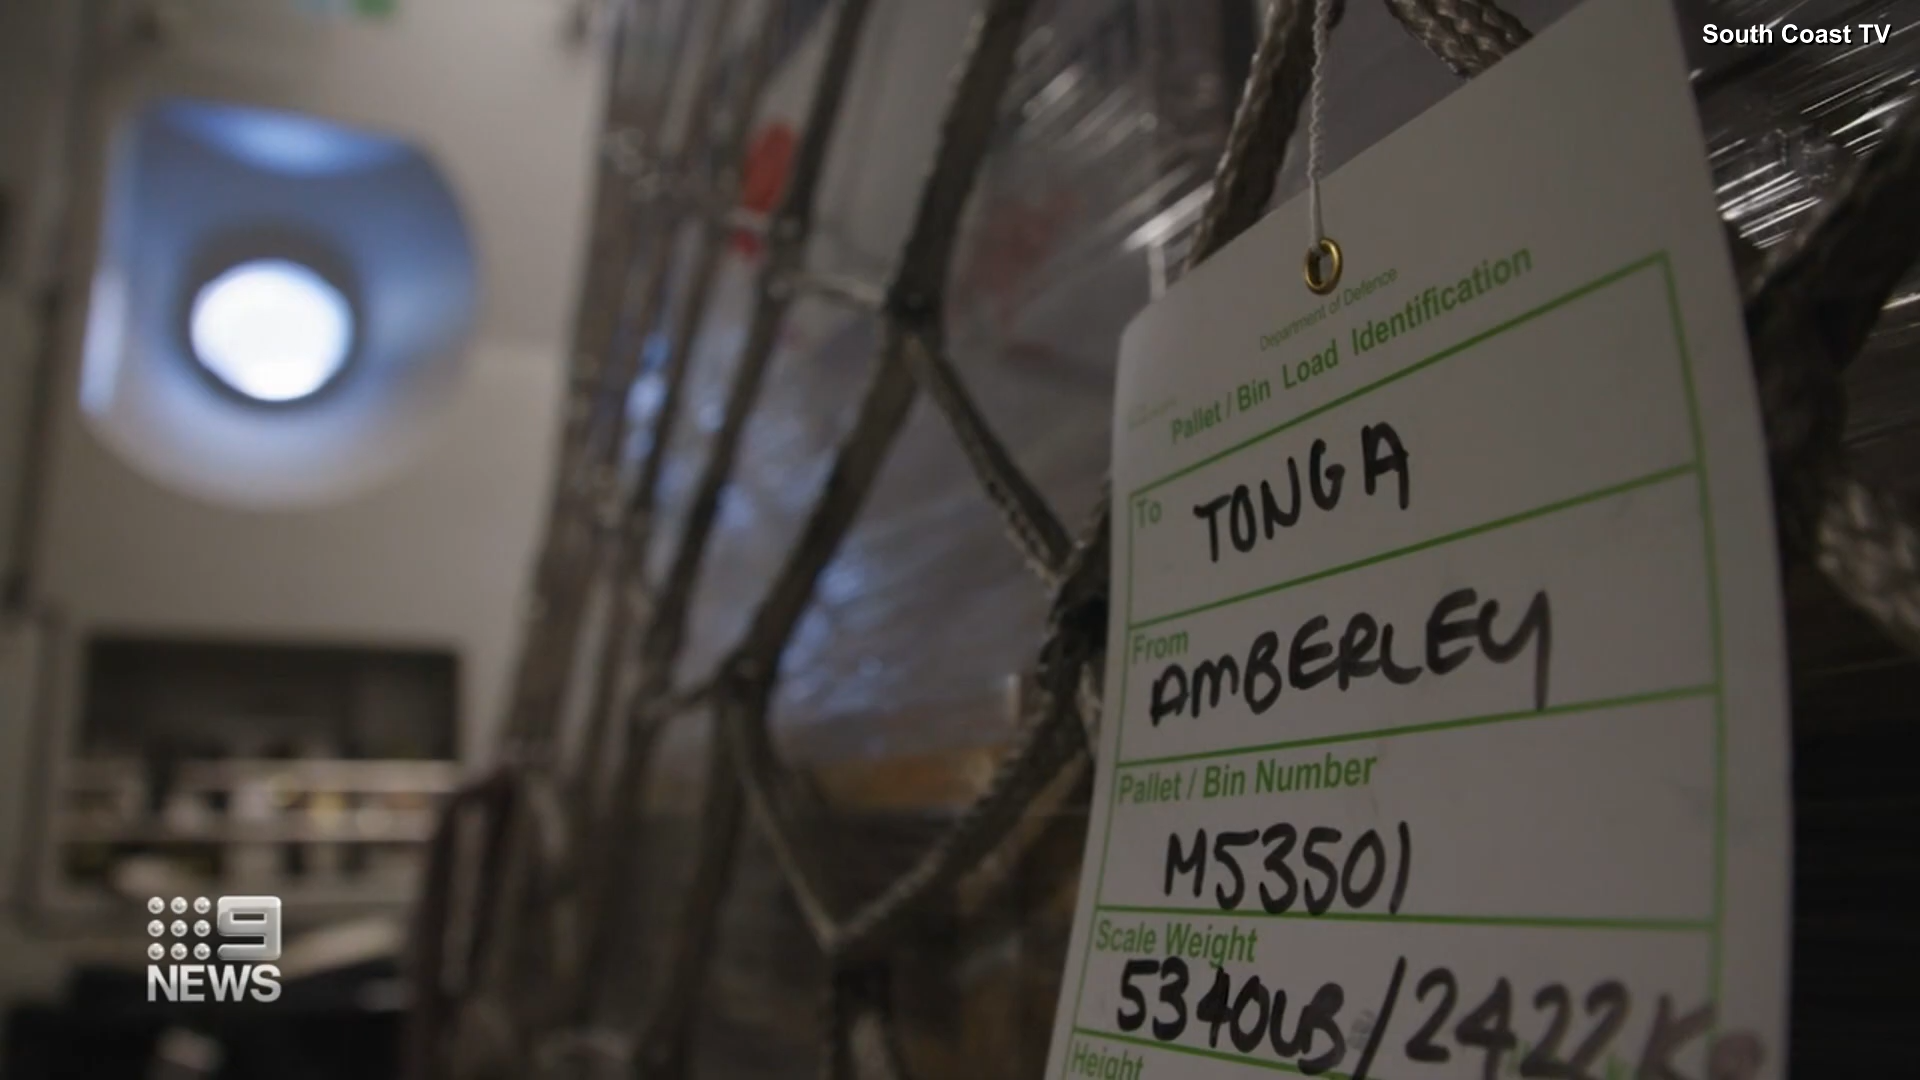 South Coast TV
Department of Defence
Pallet / Bin Load Identification
To
TONGA
From
AMBERLEY
Pallet / Bin Number
M53501
Scale Weight
5340LB/2422KG
Height
9
NEWS